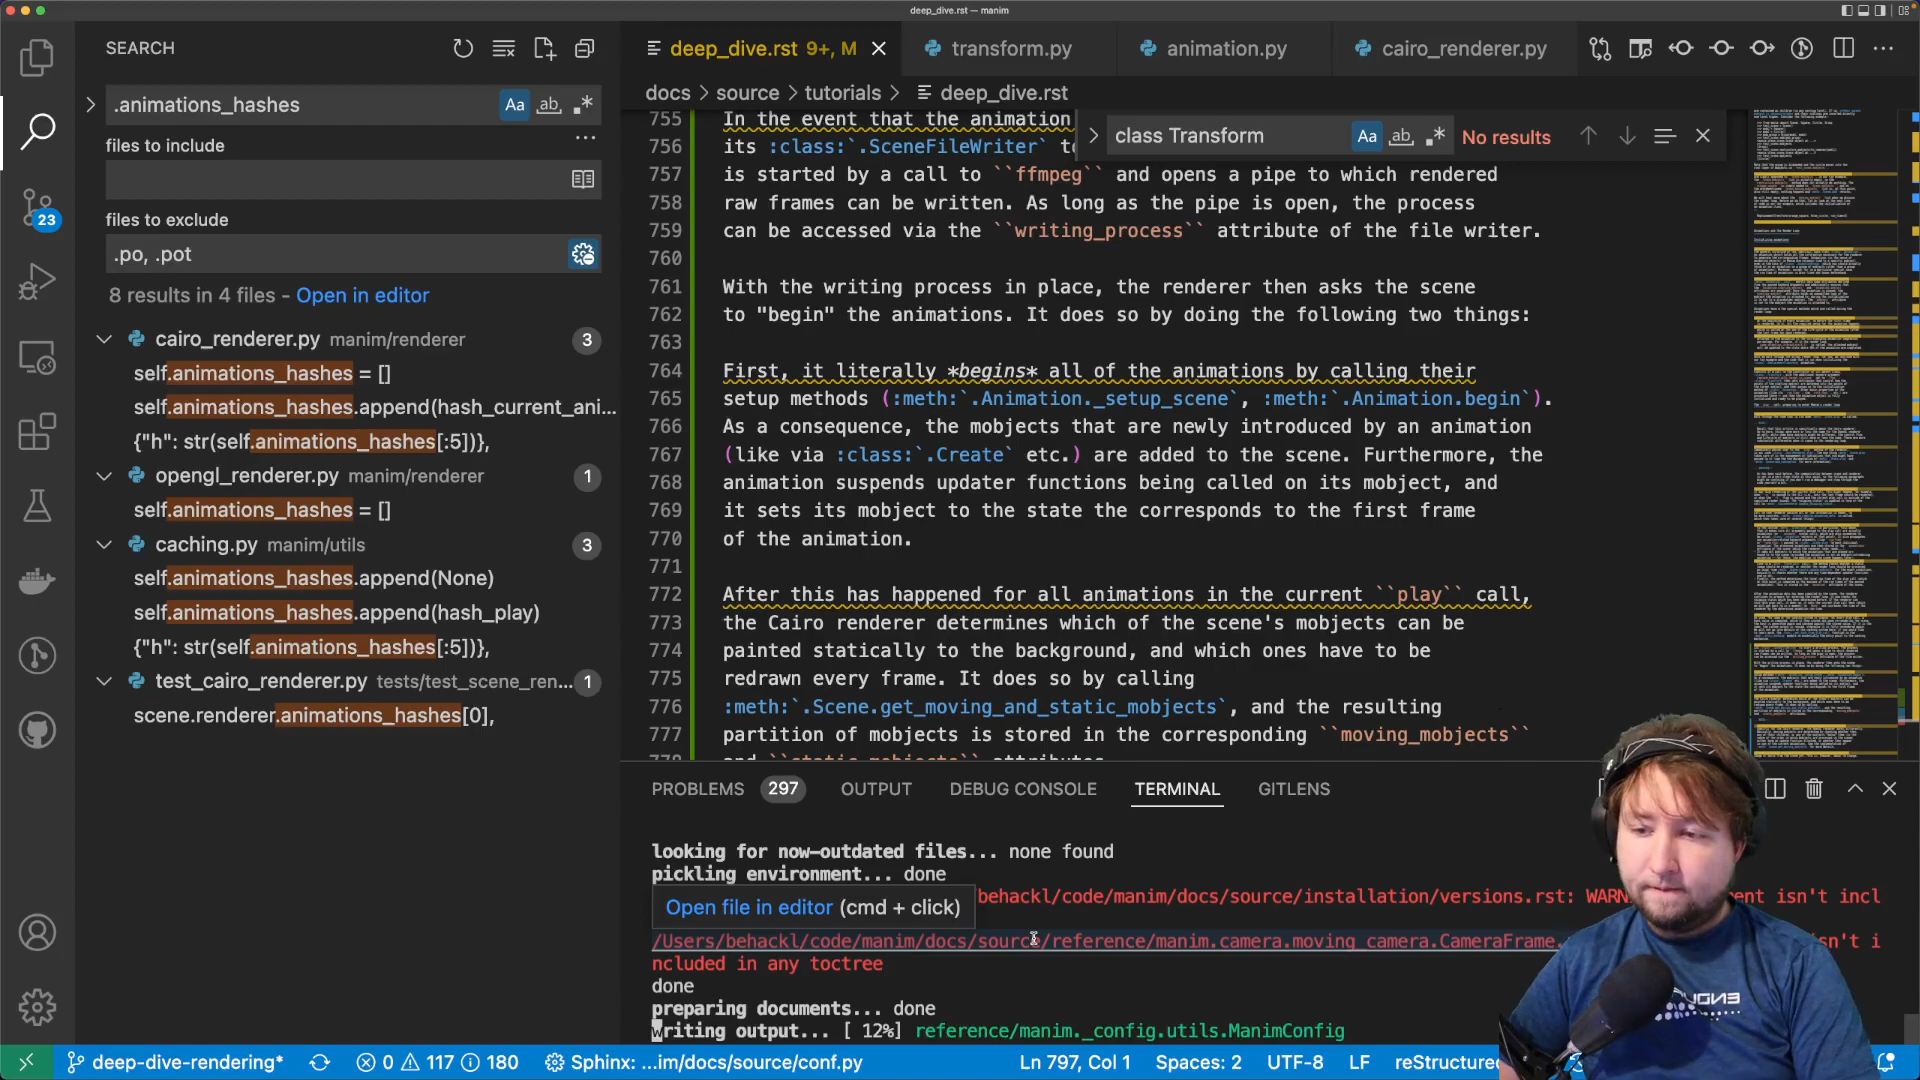 deep_dive.rst — manim
SEARCH
.animations_hashes
Aa
ab
files to include
files to exclude
.po, .pot
8 results in 4 files - Open in editor
cairo_renderer.py manim/renderer 3
self.animations_hashes = []
self.animations_hashes.append(hash_current_ani...
{"h": str(self.animations_hashes[:5])},
opengl_renderer.py manim/renderer 1
self.animations_hashes = []
caching.py manim/utils 3
self.animations_hashes.append(None)
self.animations_hashes.append(hash_play)
{"h": str(self.animations_hashes[:5])},
test_cairo_renderer.py tests/test_scene_ren... 1
scene.renderer.animations_hashes[0],
23
deep_dive.rst 9+, M
transform.py
animation.py
cairo_renderer.py
docs > source > tutorials > deep_dive.rst
class Transform
Aa
ab
No results
755 In the event that the animation
756 its :class:`.SceneFileWriter` to
757 is started by a call to ``ffmpeg`` and opens a pipe to which rendered
758 raw frames can be written. As long as the pipe is open, the process
759 can be accessed via the ``writing_process`` attribute of the file writer.
760
761 With the writing process in place, the renderer then asks the scene
762 to "begin" the animations. It does so by doing the following two things:
763
764 First, it literally *begins* all of the animations by calling their
765 setup methods (:meth:`.Animation._setup_scene`, :meth:`.Animation.begin`).
766 As a consequence, the mobjects that are newly introduced by an animation
767 (like via :class:`.Create` etc.) are added to the scene. Furthermore, the
768 animation suspends updater functions being called on its mobject, and
769 it sets its mobject to the state the corresponds to the first frame
770 of the animation.
771
772 After this has happened for all animations in the current ``play`` call,
773 the Cairo renderer determines which of the scene's mobjects can be
774 painted statically to the background, and which ones have to be
775 redrawn every frame. It does so by calling
776 :meth:`.Scene.get_moving_and_static_mobjects`, and the resulting
777 partition of mobjects is stored in the corresponding ``moving_mobjects``
778 and ``static_mobjects`` attributes.
PROBLEMS 297 OUTPUT DEBUG CONSOLE TERMINAL GITLENS
looking for now-outdated files... none found
pickling environment... done
behackl/code/manim/docs/source/installation/versions.rst: WARN ent isn't incl
Open file in editor (cmd + click)
/Users/behackl/code/manim/docs/source/reference/manim.camera.moving_camera.CameraFrame. isn't i
ncluded in any toctree
done
preparing documents... done
writing output... [ 12%] reference/manim._config.utils.ManimConfig
deep-dive-rendering* 0 117 180 Sphinx: ...im/docs/source/conf.py Ln 797, Col 1 Spaces: 2 UTF-8 LF reStructured